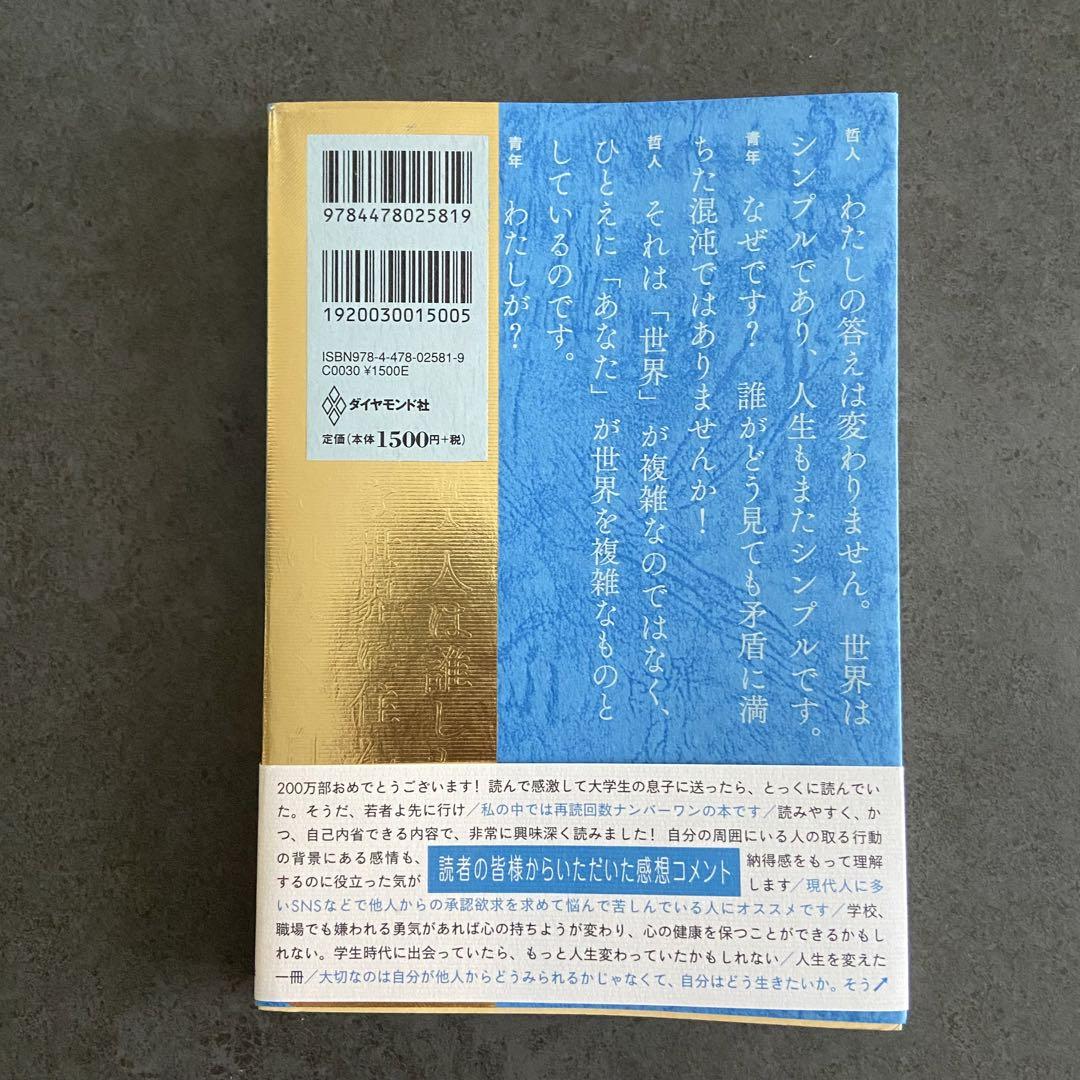 哲人　わたしの答えは変わりません。世界は
シンプルであり、人生もまたシンプルです。
青年　なぜです？　誰がどう見ても矛盾に満
ちた混沌ではありませんか！
哲人　それは「世界」が複雑なのではなく、
ひとえに「あなた」が世界を複雑なものと
しているのです。
青年　わたしが？
9784478025819
1920030015005
ISBN978-4-478-02581-9
C0030 ¥1500E
ダイヤモンド社
定価(本体1500円+税)
哲人　人は誰し
世界に住
200万部おめでとうございます！読んで感激して大学生の息子に送ったら、とっくに読んでい
た。そうだ、若者よ先に行け/私の中では再読回数ナンバーワンの本です/読みやすく、か
つ、自己内省できる内容で、非常に興味深く読みました！自分の周囲にいる人の取る行動
の背景にある感情も、納得感をもって理解
するのに役立った気がします/現代人に多
読者の皆様からいただいた感想コメント
いSNSなどで他人からの承認欲求を求めて悩んで苦しんでいる人にオススメです/学校、
職場でも嫌われる勇気があれば心の持ちようが変わり、心の健康を保つことができるかもし
れない。学生時代に出会っていたら、もっと人生変わっていたかもしれない/人生を変えた
一冊/大切なのは自分が他人からどうみられるかじゃなくて、自分はどう生きたいか。そう↗